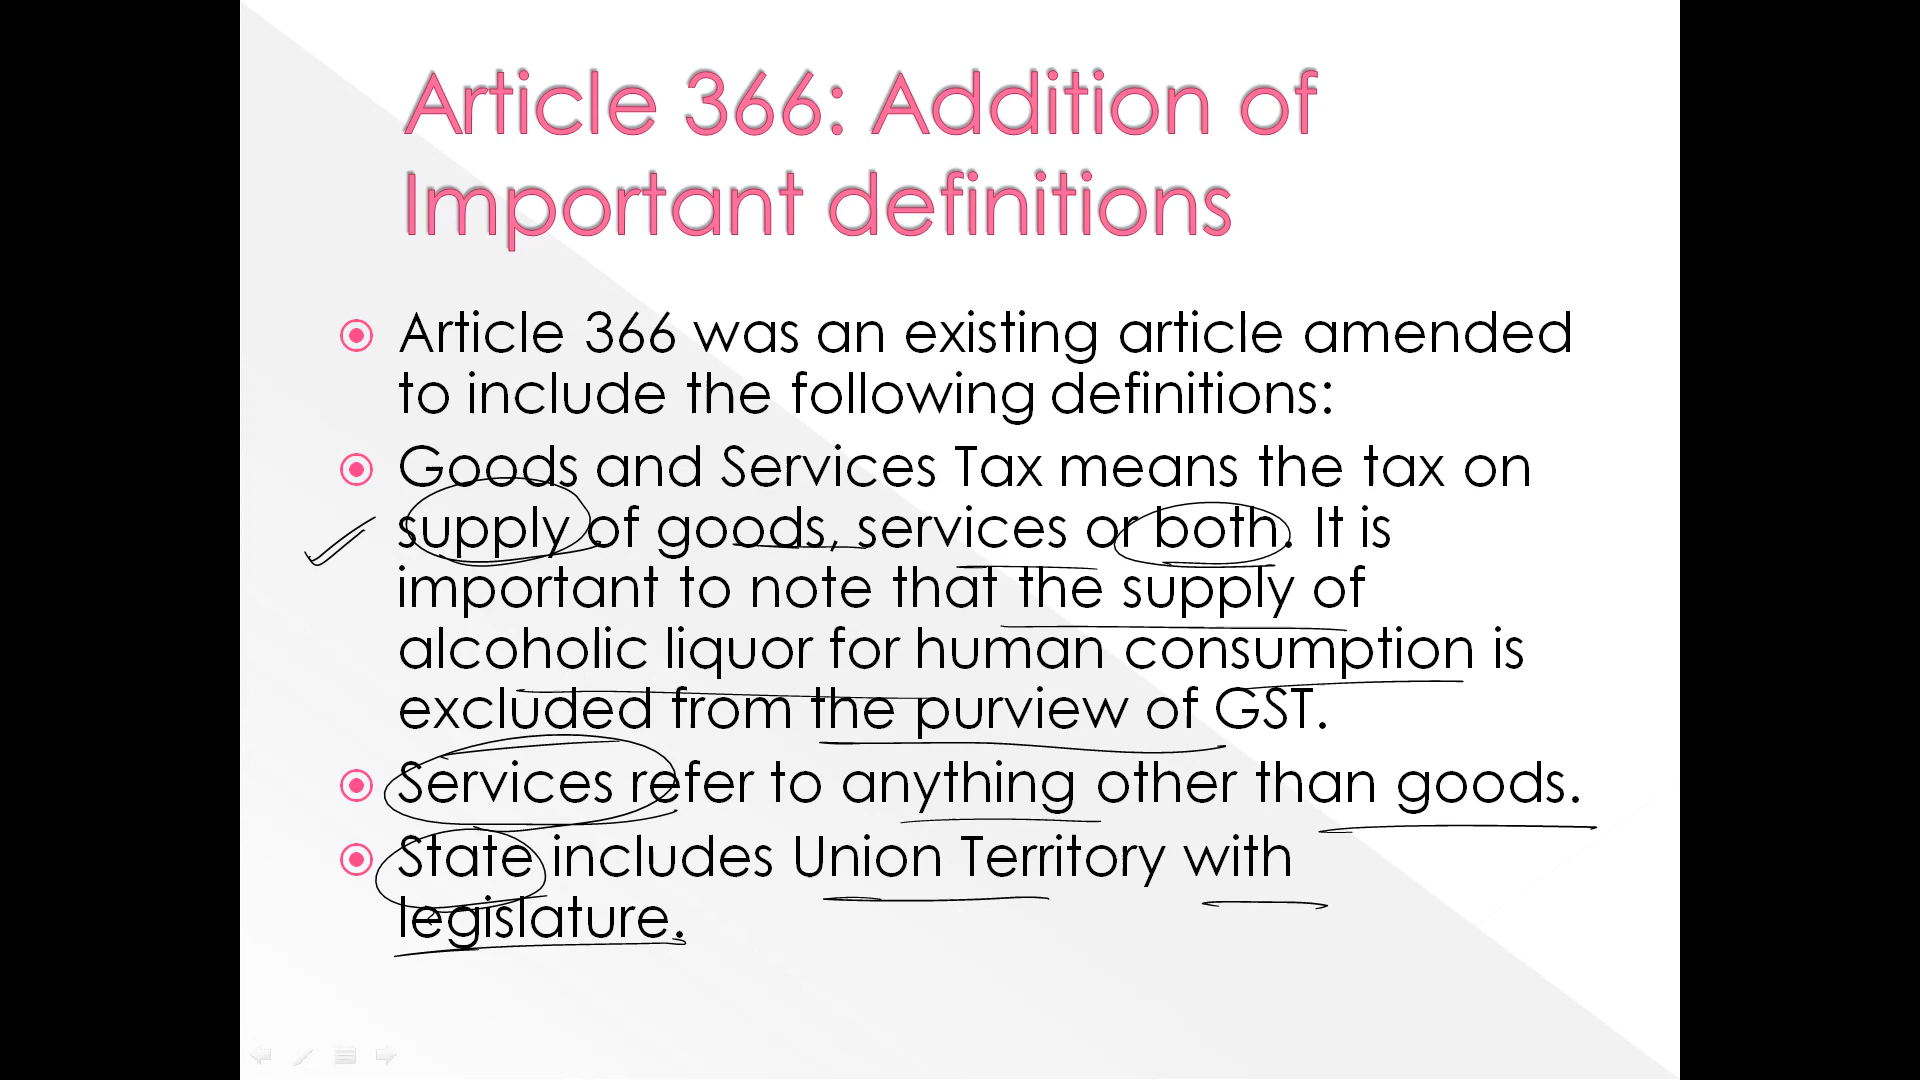 Article 366: Addition of
Important definitions
Article 366 was an existing article amended
to include the following definitions:
Goods and Services Tax means the tax on
supply of goods, services or both. It is
important to note that the supply of
alcoholic liquor for human consumption is
excluded from the purview of GST.
Services refer to anything other than goods.
State includes Union Territory with
legislature.